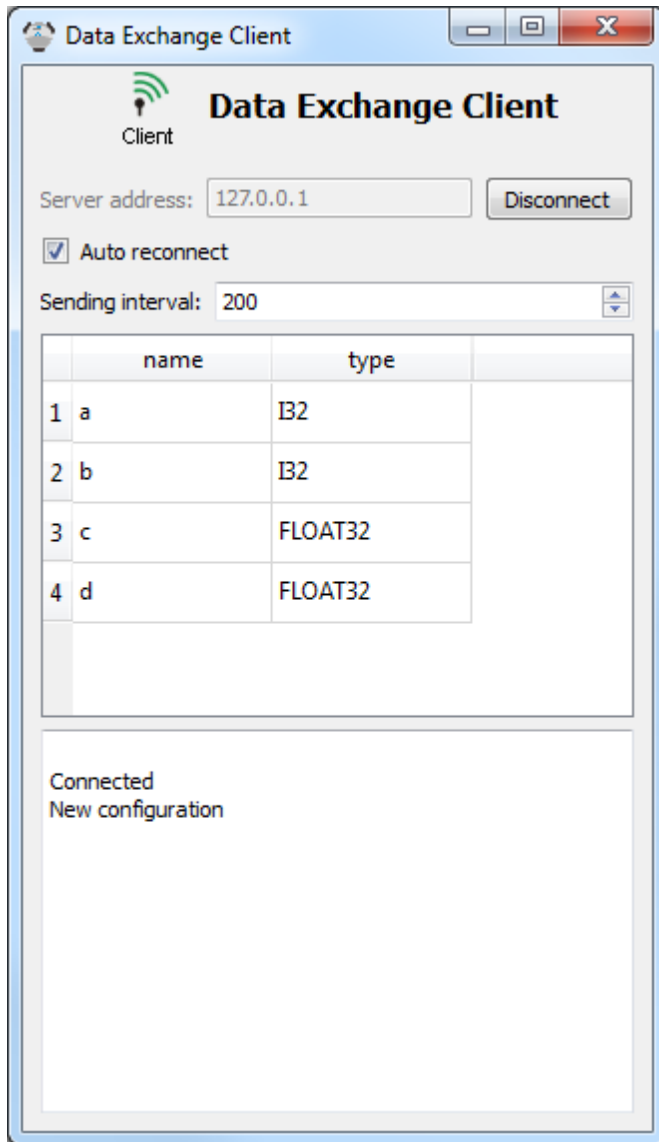 Data Exchange Client
Client
Data Exchange Client
Server address: 127.0.0.1 Disconnect
Auto reconnect
Sending interval: 200
name type
1 a I32
2 b I32
3 c FLOAT32
4 d FLOAT32
Connected
New configuration